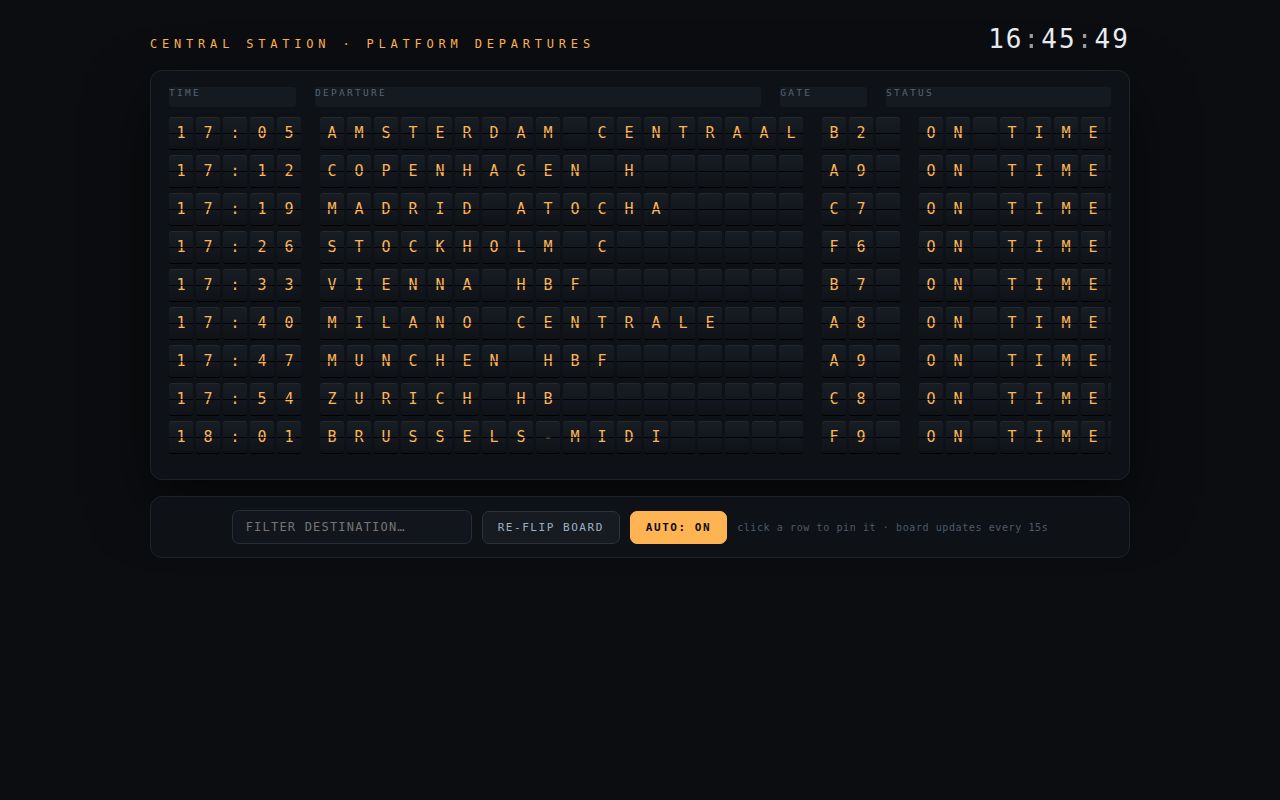 CENTRAL STATION · PLATFORM DEPARTURES
16:45:49
TIME DEPARTURE GATE STATUS
17:05 AMSTERDAM CENTRAAL B2 ON TIME
17:12 COPENHAGEN H A9 ON TIME
17:19 MADRID ATOCHA C7 ON TIME
17:26 STOCKHOLM C F6 ON TIME
17:33 VIENNA HBF B7 ON TIME
17:40 MILANO CENTRALE A8 ON TIME
17:47 MUNCHEN HBF A9 ON TIME
17:54 ZURICH HB C8 ON TIME
18:01 BRUSSELS-MIDI F9 ON TIME
FILTER DESTINATION… RE-FLIP BOARD AUTO: ON click a row to pin it · board updates every 15s